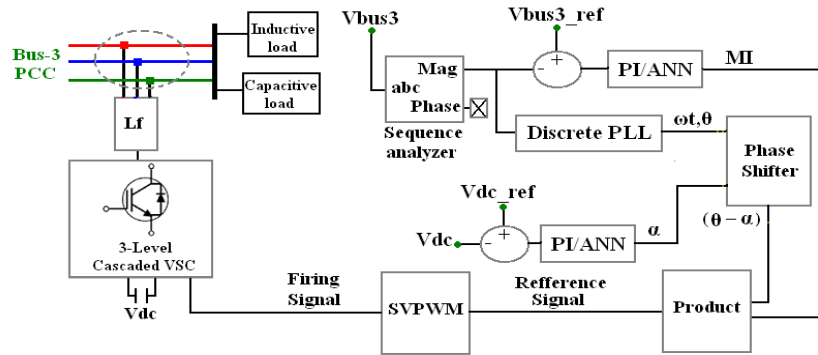 Bus-3
PCC
Inductive
load
Capacitive
load
Lf
3-Level
Cascaded VSC
Vdc
Vbus3
Mag
abc
Phase
Sequence
analyzer
Vbus3_ref
+
-
PI/ANN
MI
Discrete PLL
ωt,θ
Phase
Shifter
Vdc_ref
Vdc
+
-
PI/ANN
α
(θ – α)
Firing
Signal
SVPWM
Refference
Signal
Product